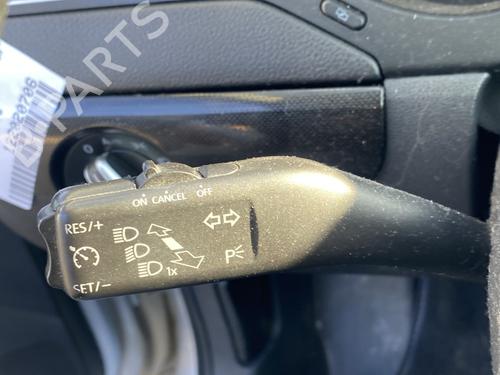 PARTS
ON CANCEL OFF
RES/+
1x
P
SET/-